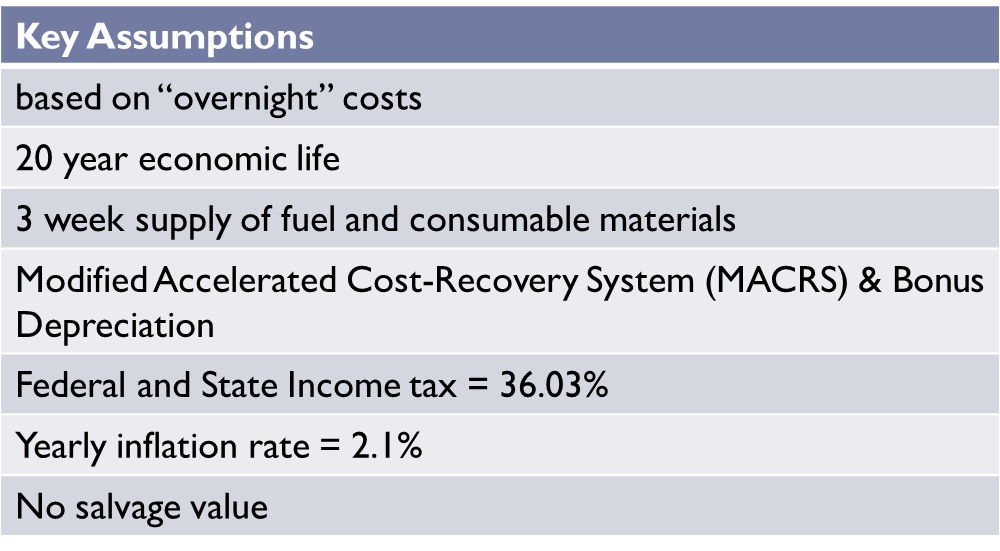 Key Assumptions
based on “overnight” costs
20 year economic life
3 week supply of fuel and consumable materials
Modified Accelerated Cost-Recovery System (MACRS) & Bonus
Depreciation
Federal and State Income tax = 36.03%
Yearly inflation rate = 2.1%
No salvage value